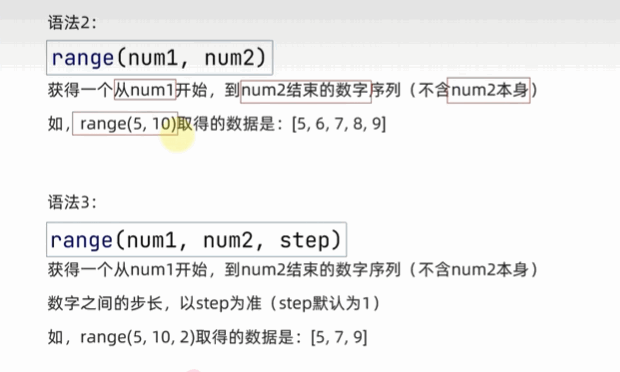 语法2：
range(num1, num2)
获得一个从num1开始，到num2结束的数字序列（不含num2本身）
如，range(5, 10)取得的数据是：[5, 6, 7, 8, 9]
语法3：
range(num1, num2, step)
获得一个从num1开始，到num2结束的数字序列（不含num2本身）
数字之间的步长，以step为准（step默认为1）
如，range(5, 10, 2)取得的数据是：[5, 7, 9]